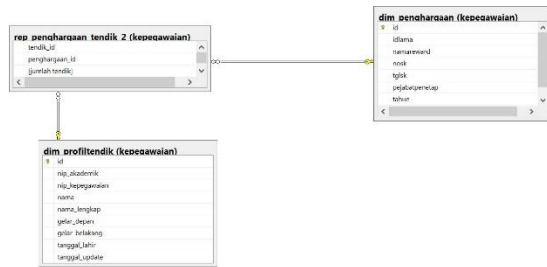 rep_penghargaan_tendik_2 (kepegawaian)
tendik_id
penghargaan_id
[jumlah tendik]
dim_penghargaan (kepegawaian)
id
idlama
namareward
nosk
tglsk
pejabatpenetap
tahun
dim_profiltendik (kepegawaian)
id
nip_akademik
nip_kepegawaian
nama
nama_lengkap
gelar_depan
gelar_belakang
tanggal_lahir
tanggal_update